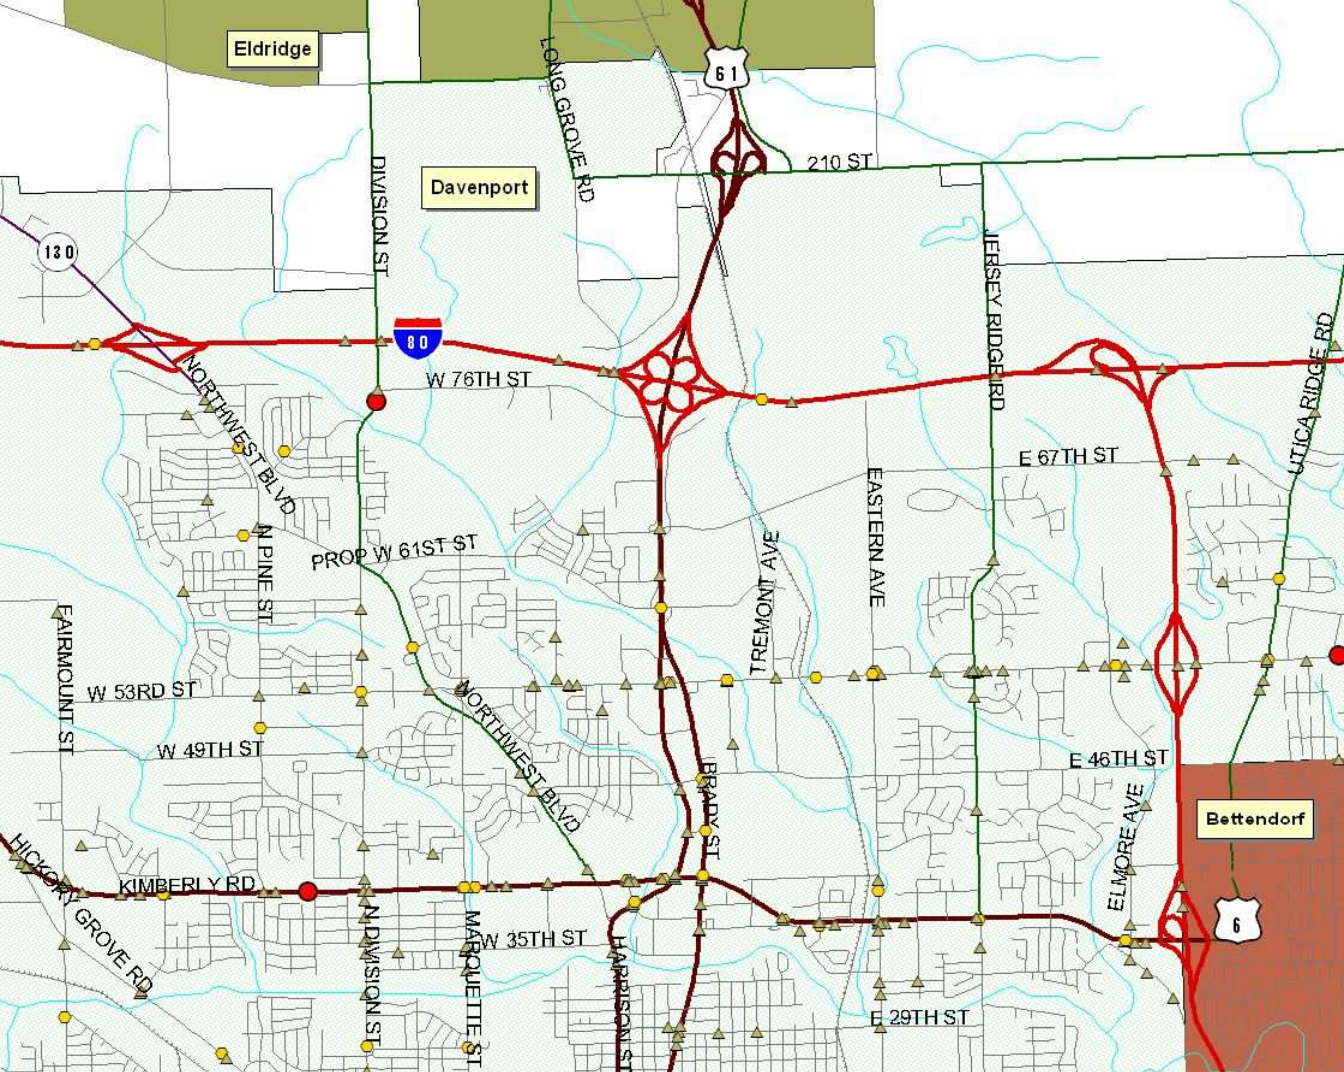 Eldridge
61
LONG GROVE RD
210 ST
DIVISION ST
Davenport
130
JERSEY RIDGE RD
80
UTICA RIDGE RD
W 76TH ST
NORTHWEST BLVD
E 67TH ST
EASTERN AVE
N PINE ST
PROP W 61ST ST
TREMONT AVE
FAIRMOUNT ST
W 53RD ST
NORTHWEST BLVD
W 49TH ST
E 46TH ST
BRADY ST
ELMORE AVE
Bettendorf
HICKORY GROVE RD
KIMBERLY RD
6
N DIVISION ST
MARQUETTE ST
W 35TH ST
HARRISON ST
E 29TH ST